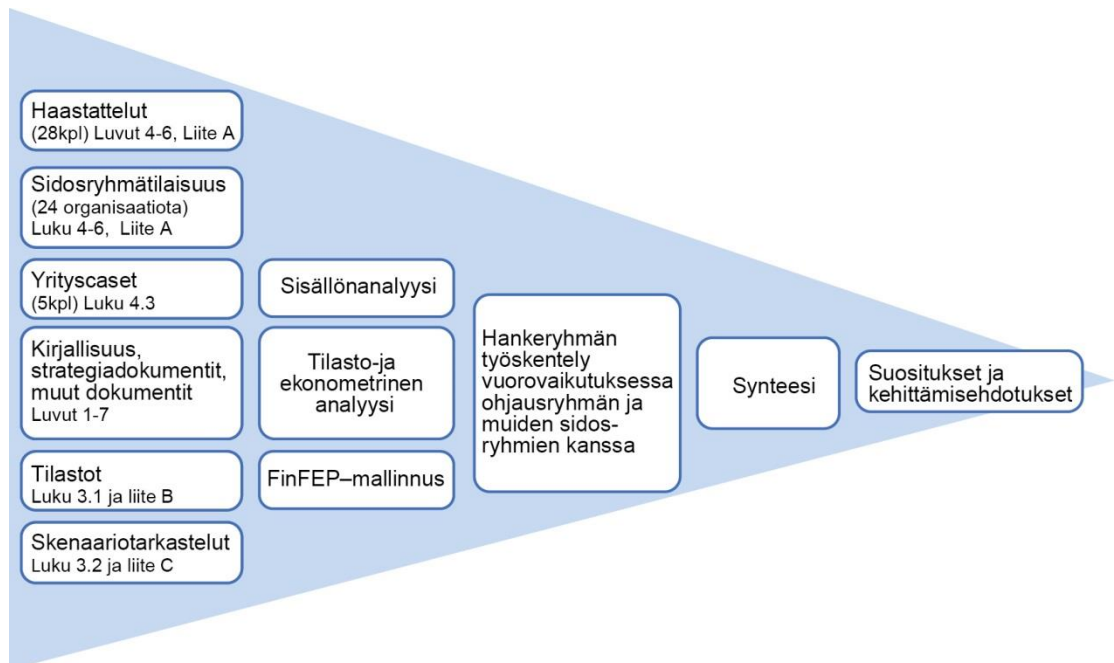 Haastattelut
(28kpl) Luvut 4-6, Liite A
Sidosryhmätilaisuus
(24 organisaatiota)
Luku 4-6, Liite A
Yrityscaset
(5kpl) Luku 4.3
Kirjallisuus,
strategiadokumentit,
muut dokumentit
Luvut 1-7
Tilastot
Luku 3.1 ja liite B
Skenaariotarkastelut
Luku 3.2 ja liite C
Sisällönanalyysi
Tilasto-ja
ekonometrinen
analyysi
FinFEP–mallinnus
Hankeryhmän
työskentely
vuorovaikutuksessa
ohjausryhmän ja
muiden sidos-
ryhmien kanssa
Synteesi
Suositukset ja
kehittämisehdotukset